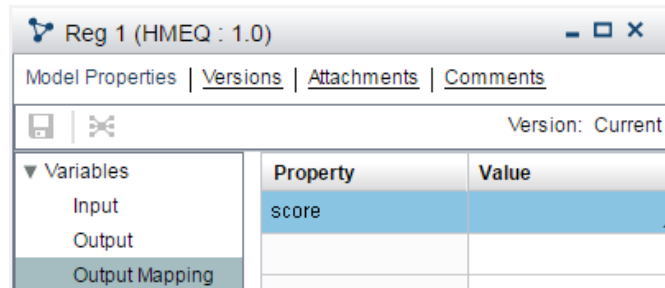 Reg 1 (HMEQ : 1.0)
Model Properties | Versions | Attachments | Comments
Version: Current
Variables
Property Value
Input
score
Output
Output Mapping